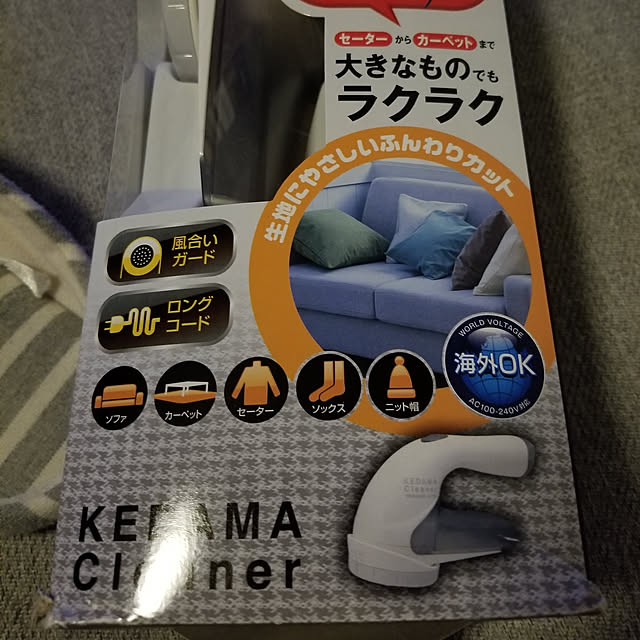 セーターからカーペットまで
大きなものでも
ラクラク
生地にやさしいふんわりカット
風合い
ガード
ロング
コード
WORLD VOLTAGE
海外OK
AC100-240V対応
ソファ
カーペット
セーター
ソックス
ニット帽
KEDAMA
Cleaner
KEDAMA
Cleaner